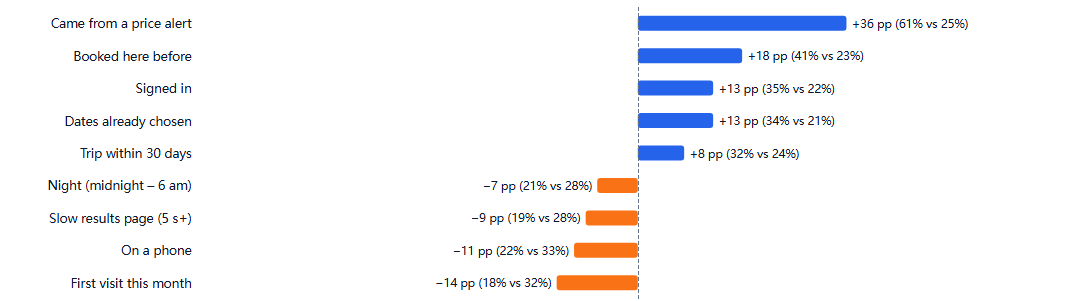 Came from a price alert +36 pp (61% vs 25%)
Booked here before +18 pp (41% vs 23%)
Signed in +13 pp (35% vs 22%)
Dates already chosen +13 pp (34% vs 21%)
Trip within 30 days +8 pp (32% vs 24%)
Night (midnight – 6 am) −7 pp (21% vs 28%)
Slow results page (5 s+) −9 pp (19% vs 28%)
On a phone −11 pp (22% vs 33%)
First visit this month −14 pp (18% vs 32%)